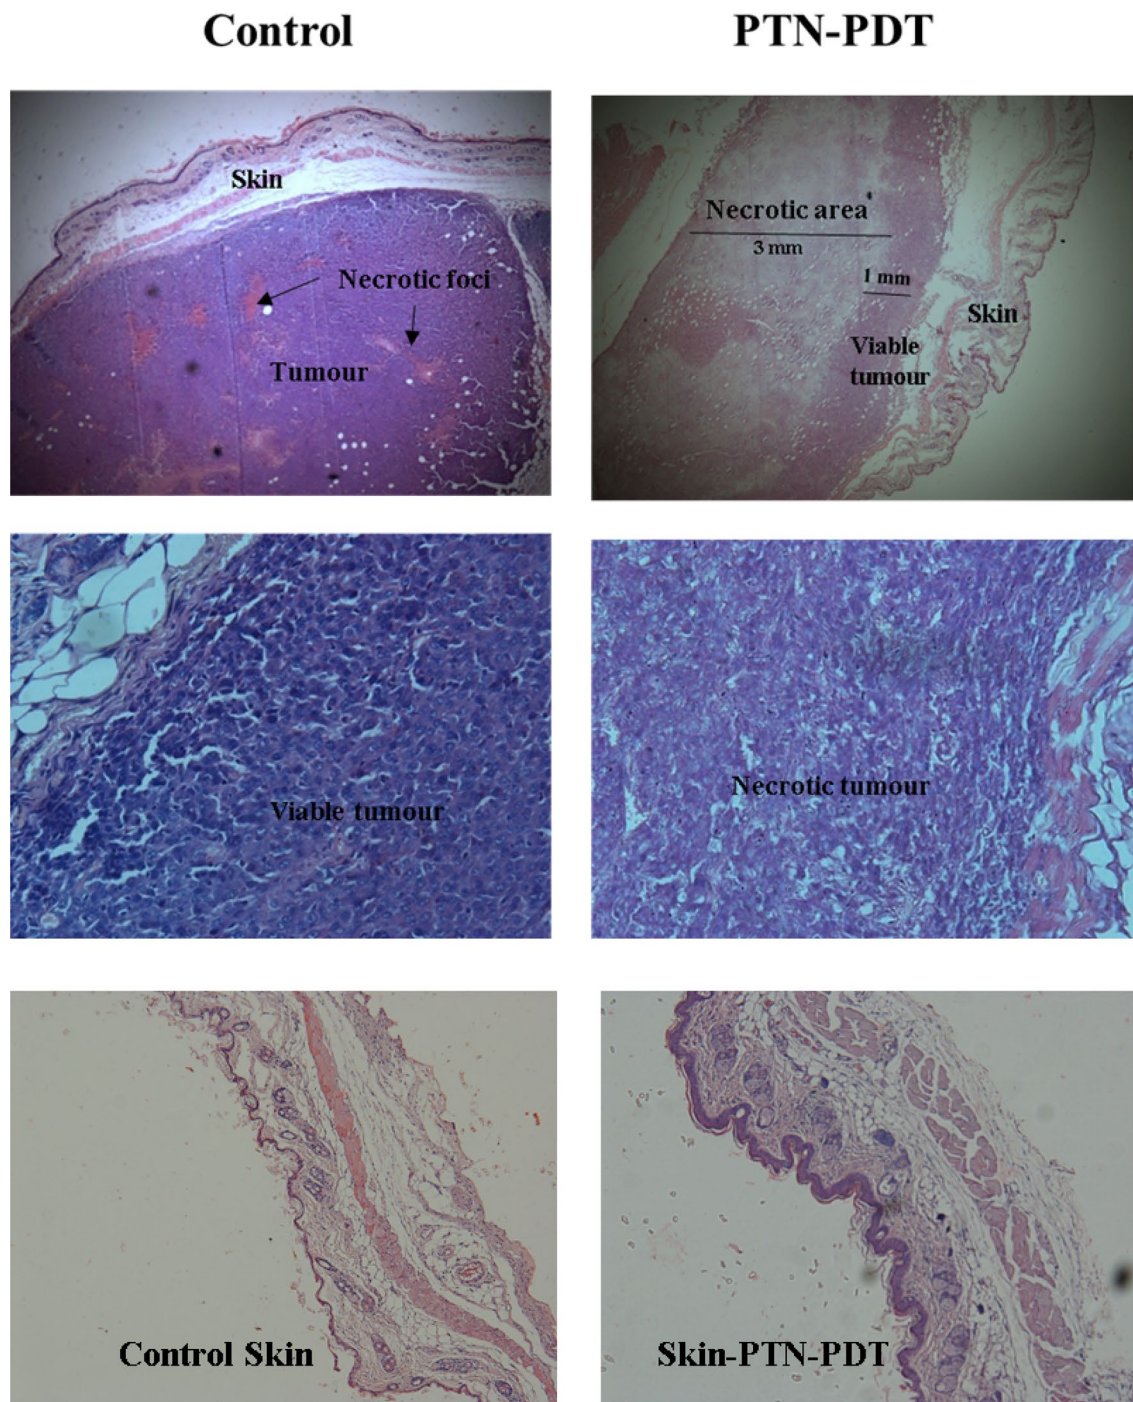 Control
PTN-PDT
Skin
Necrotic foci
Tumour
Necrotic area
3 mm
1 mm
Skin
Viable
tumour
Viable tumour
Necrotic tumour
Control Skin
Skin-PTN-PDT